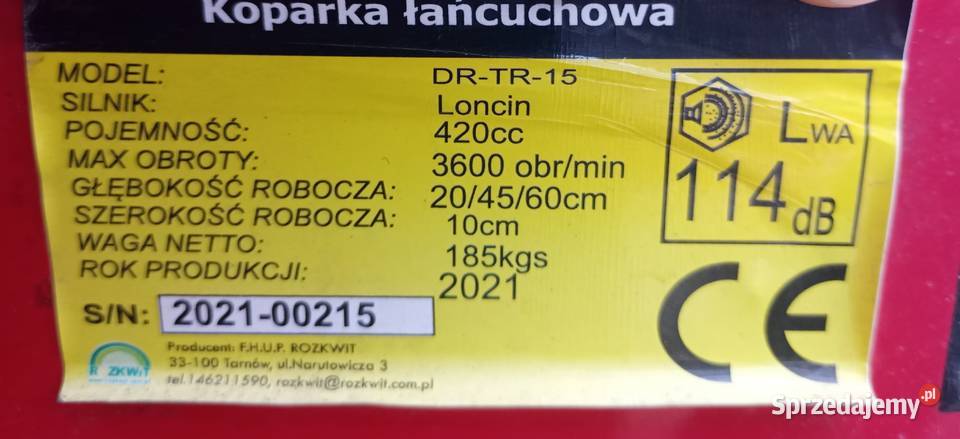 Koparka łańcuchowa
MODEL: DR-TR-15
SILNIK: Loncin
POJEMNOŚĆ: 420cc
MAX OBROTY: 3600 obr/min
GŁĘBOKOŚĆ ROBOCZA: 20/45/60cm
SZEROKOŚĆ ROBOCZA: 10cm
WAGA NETTO: 185kgs
ROK PRODUKCJI: 2021
S/N: 2021-00215
LWA
114 dB
CE
ROZKWIT
Producent: F.H.U.P. ROZKWIT
33-100 Tarnów, ul.Narutowicza 3
tel.146211590, rozkwit@rozkwit.com.pl
Sprzedajemy.pl